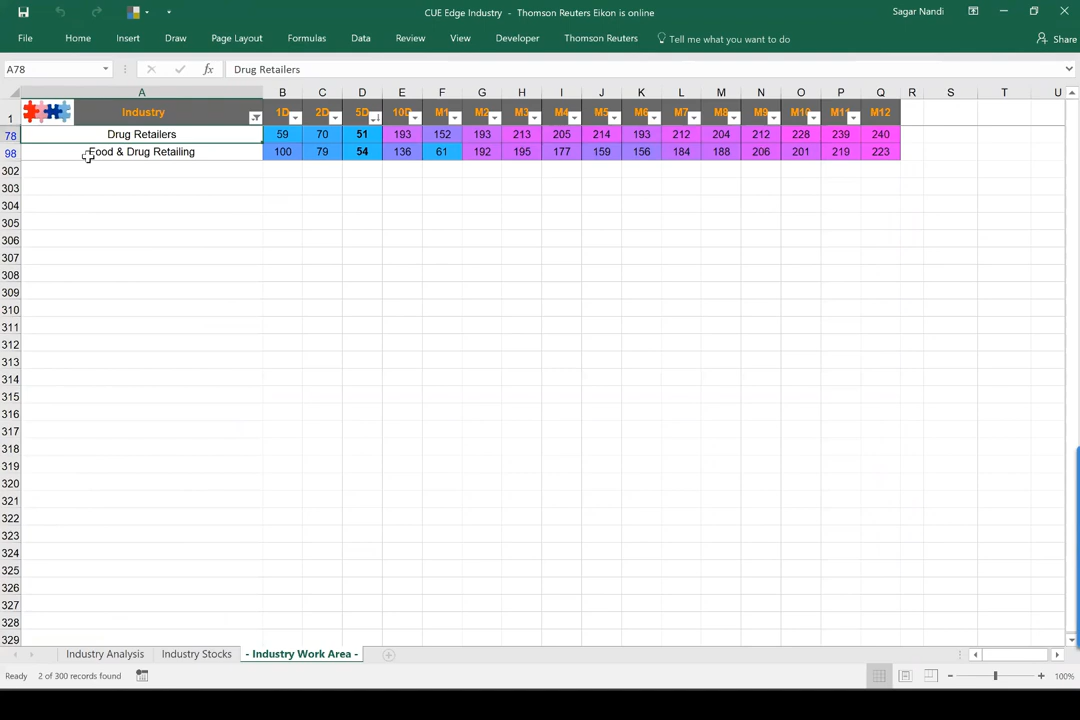 CUE Edge Industry - Thomson Reuters Eikon is online
Sagar Nandi
File Home Insert Draw Page Layout Formulas Data Review View Developer Thomson Reuters Tell me what you want to do Share
A78 fx Drug Retailers
A B C D E F G H I J K L M N O P Q R S T U
1 Industry 1D 2D 5D 10D M1 M2 M3 M4 M5 M6 M7 M8 M9 M10 M11 M12
78 Drug Retailers 59 70 51 193 152 193 213 205 214 193 212 204 212 228 239 240
98 Food & Drug Retailing 100 79 54 136 61 192 195 177 159 156 184 188 206 201 219 223
302
303
304
305
306
307
308
309
310
311
312
313
314
315
316
317
318
319
320
321
322
323
324
325
326
327
328
329
Industry Analysis Industry Stocks - Industry Work Area -
Ready 2 of 300 records found 100%